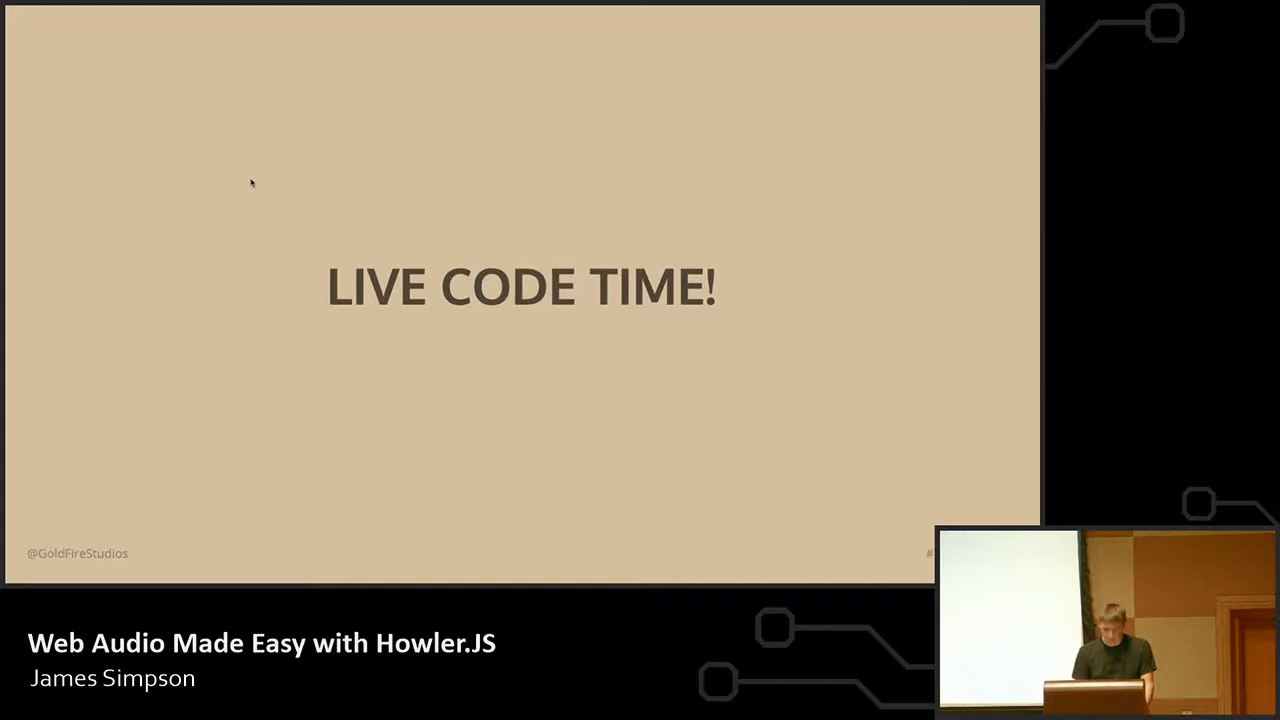 LIVE CODE TIME!
@GoldFireStudios
#
Web Audio Made Easy with Howler.JS
James Simpson